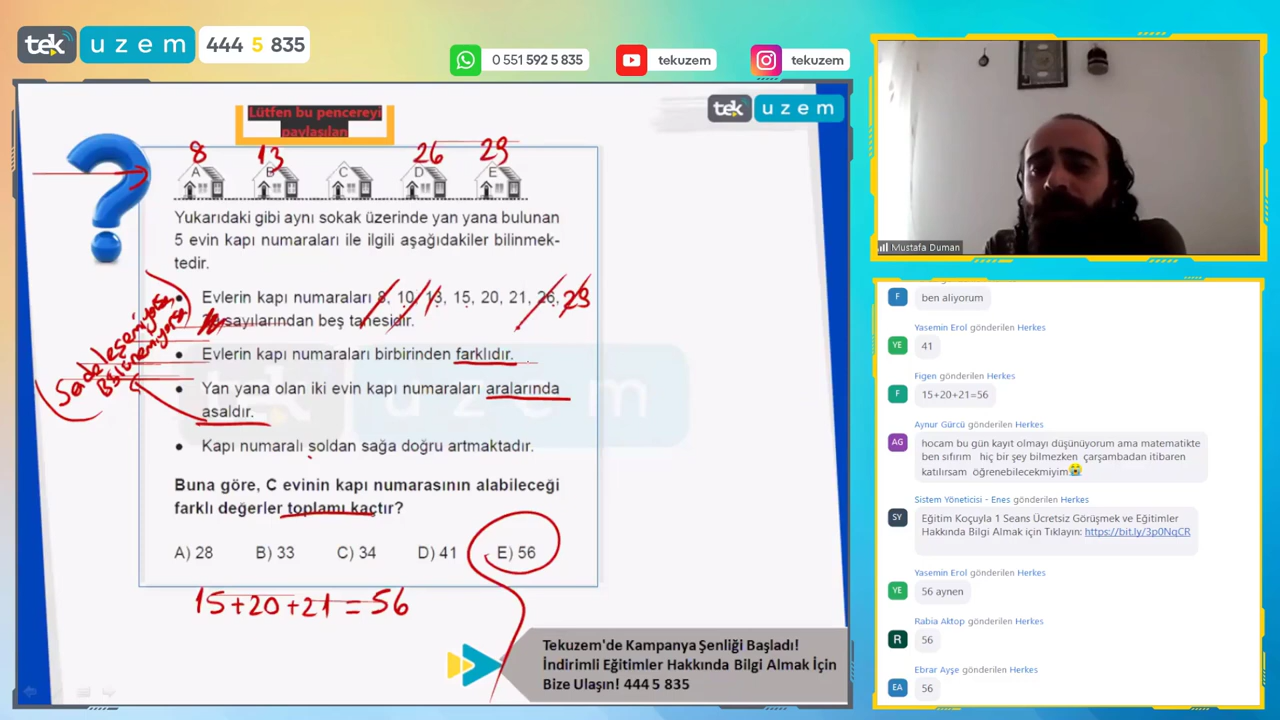 tek uzem 444 5 835
0 551 592 5 835
tekuzem
tekuzem
Lütfen bu pencereyi
paylaşılan
tek uzem
8 13 26 29
A B C D E
Yukarıdaki gibi aynı sokak üzerinde yan yana bulunan
5 evin kapı numaraları ile ilgili aşağıdakiler bilinmek-
tedir.
• Evlerin kapı numaraları 8, 10, 13, 15, 20, 21, 26, 29
sayılarından beş tanesidir.
• Evlerin kapı numaraları birbirinden farklıdır.
• Yan yana olan iki evin kapı numaraları aralarında
asaldır.
• Kapı numaralı soldan sağa doğru artmaktadır.
Sadeleşemiyorsa
Bölünemiyorsa
Buna göre, C evinin kapı numarasının alabileceği
farklı değerler toplamı kaçtır?
A) 28 B) 33 C) 34 D) 41 E) 56
15+20+21=56
Tekuzem'de Kampanya Şenliği Başladı!
İndirimli Eğitimler Hakkında Bilgi Almak İçin
Bize Ulaşın! 444 5 835
Mustafa Duman
F
ben aliyorum
Yasemin Erol gönderilen Herkes
YE 41
Figen gönderilen Herkes
F 15+20+21=56
Aynur Gürcü gönderilen Herkes
AG hocam bu gün kayıt olmayı düşünüyorum ama matematikte
ben sıfırım hiç bir şey bilmezken çarşambadan itibaren
katılırsam öğrenebilecekmiyim😭
Sistem Yöneticisi - Enes gönderilen Herkes
SY Eğitim Koçuyla 1 Seans Ücretsiz Görüşmek ve Eğitimler
Hakkında Bilgi Almak için Tıklayın: https://bit.ly/3p0NqCR
Yasemin Erol gönderilen Herkes
YE 56 aynen
Rabia Aktop gönderilen Herkes
R 56
Ebrar Ayşe gönderilen Herkes
EA 56